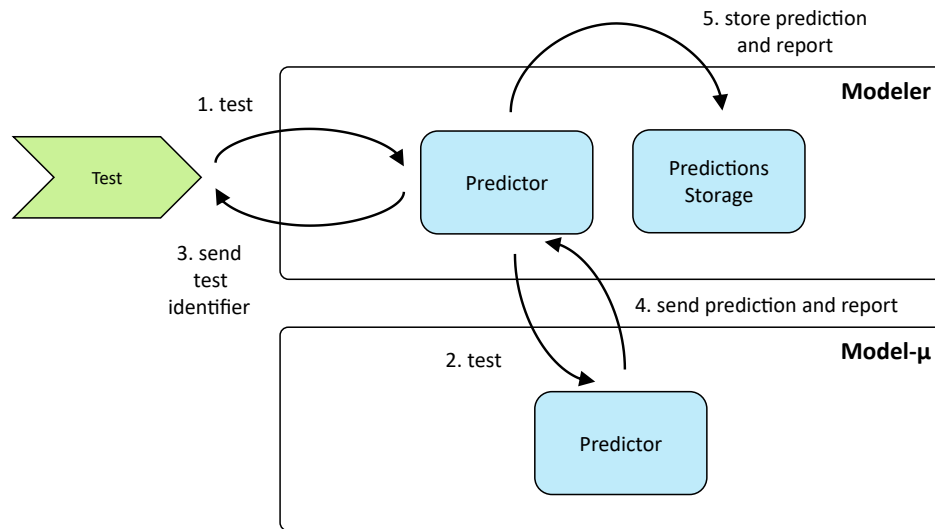 5. store prediction
and report
Modeler
1. test
Test
Predictor
Predictions
Storage
3. send
test
identifier
4. send prediction and report
Model-µ
2. test
Predictor